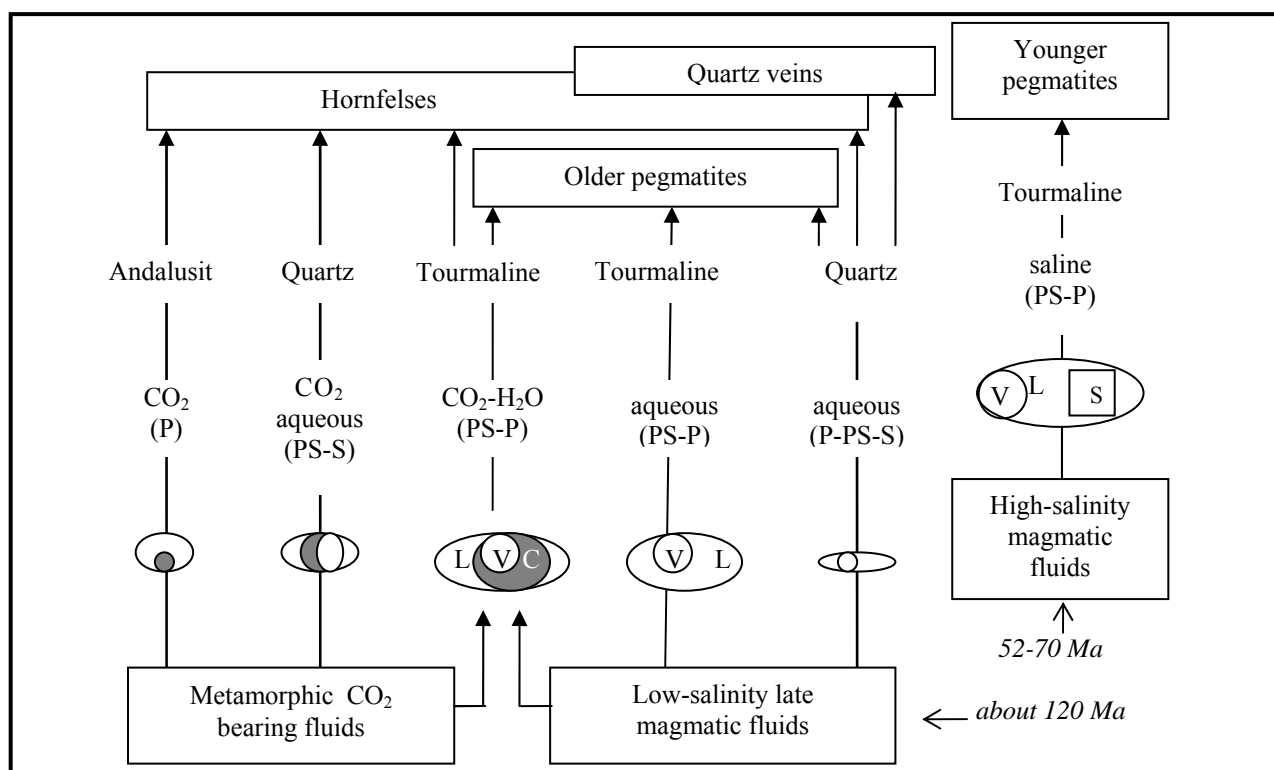 Younger
pegmatites
Quartz veins
Hornfelses
Older pegmatites
Tourmaline
Andalusit
Quartz
Tourmaline
Tourmaline
Quartz
saline
(PS-P)
CO₂
(P)
CO₂
aqueous
(PS-S)
CO₂-H₂O
(PS-P)
aqueous
(PS-P)
aqueous
(P-PS-S)
V L S
L V C
V L
High-salinity
magmatic
fluids
52-70 Ma
Metamorphic CO₂
bearing fluids
Low-salinity late
magmatic fluids
about 120 Ma